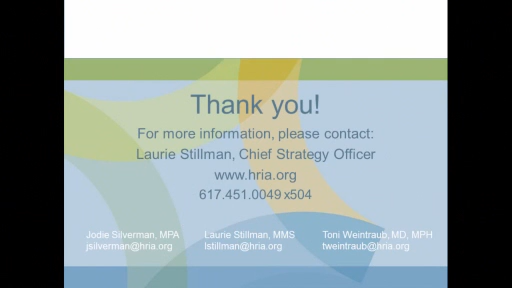 Thank you!
For more information, please contact:
Laurie Stillman, Chief Strategy Officer
www.hria.org
617.451.0049 x504
Jodie Silverman, MPA Laurie Stillman, MMS Toni Weintraub, MD, MPH
jsilverman@hria.org lstillman@hria.org tweintraub@hria.org